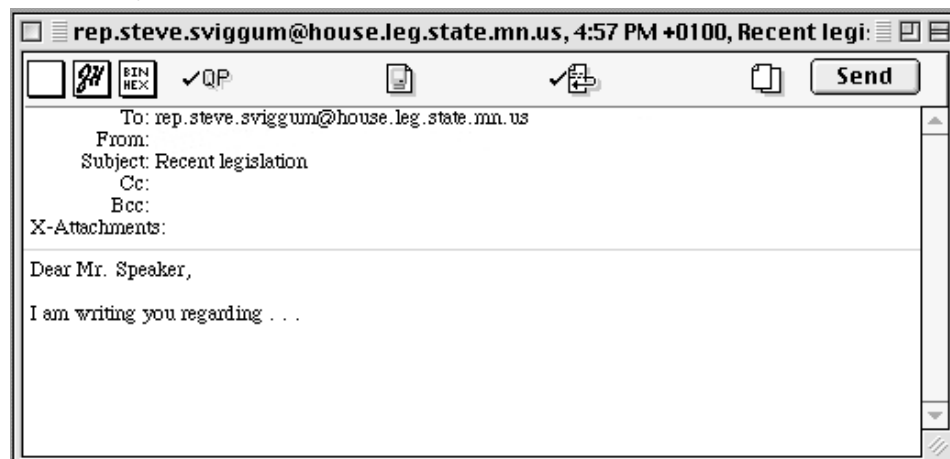 rep.steve.sviggum@house.leg.state.mn.us, 4:57 PM +0100, Recent legi:
BIN HEX ✓QP Send
To: rep.steve.sviggum@house.leg.state.mn.us
From:
Subject: Recent legislation
Cc:
Bcc:
X-Attachments:
Dear Mr. Speaker,
I am writing you regarding . . .